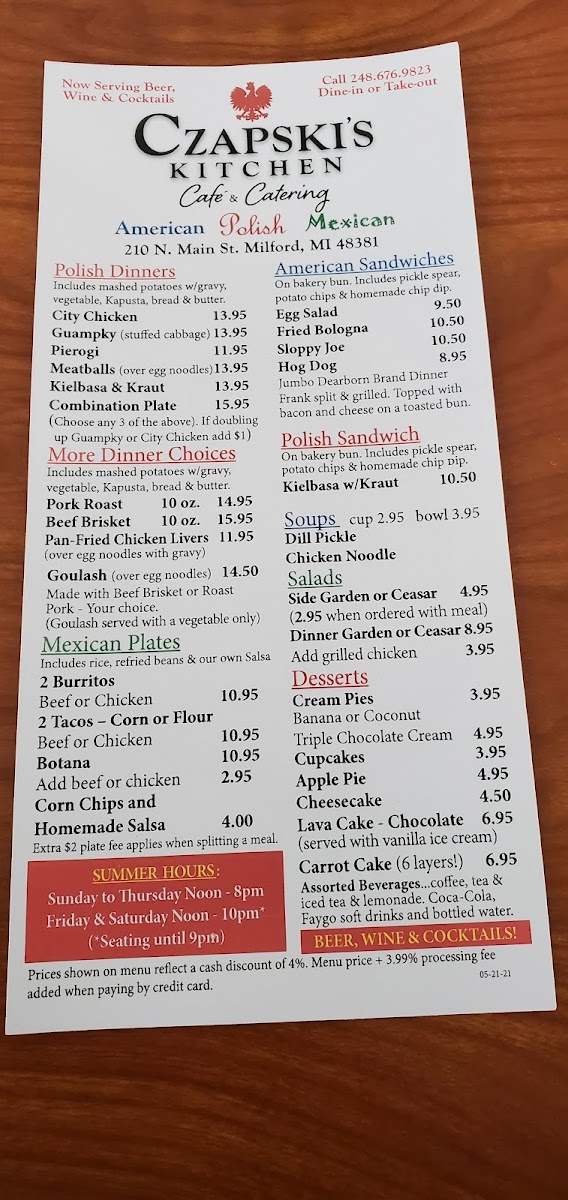 Now Serving Beer,
Wine & Cocktails
Call 248.676.9823
Dine-in or Take-out
CZAPSKI'S
KITCHEN
Café & Catering
American Polish Mexican
210 N. Main St. Milford, MI 48381
Polish Dinners
Includes mashed potatoes w/gravy,
vegetable, Kapusta, bread & butter.
City Chicken 13.95
Guampky (stuffed cabbage) 13.95
Pierogi 11.95
Meatballs (over egg noodles) 13.95
Kielbasa & Kraut 13.95
Combination Plate 15.95
(Choose any 3 of the above). If doubling
up Guampky or City Chicken add $1)
More Dinner Choices
Includes mashed potatoes w/gravy,
vegetable, Kapusta, bread & butter.
Pork Roast 10 oz. 14.95
Beef Brisket 10 oz. 15.95
Pan-Fried Chicken Livers 11.95
(over egg noodles with gravy)
Goulash (over egg noodles) 14.50
Made with Beef Brisket or Roast
Pork - Your choice.
(Goulash served with a vegetable only)
Mexican Plates
Includes rice, refried beans & our own Salsa
2 Burritos
Beef or Chicken 10.95
2 Tacos – Corn or Flour
Beef or Chicken 10.95
Botana 10.95
Add beef or chicken 2.95
Corn Chips and
Homemade Salsa 4.00
Extra $2 plate fee applies when splitting a meal.
SUMMER HOURS:
Sunday to Thursday Noon - 8pm
Friday & Saturday Noon - 10pm*
(*Seating until 9pm)
American Sandwiches
On bakery bun. Includes pickle spear,
potato chips & homemade chip dip.
Egg Salad 9.50
Fried Bologna 10.50
Sloppy Joe 10.50
Hog Dog 8.95
Jumbo Dearborn Brand Dinner
Frank split & grilled. Topped with
bacon and cheese on a toasted bun.
Polish Sandwich
On bakery bun. Includes pickle spear,
potato chips & homemade chip Dip.
Kielbasa w/Kraut 10.50
Soups cup 2.95 bowl 3.95
Dill Pickle
Chicken Noodle
Salads
Side Garden or Ceasar 4.95
(2.95 when ordered with meal)
Dinner Garden or Ceasar 8.95
Add grilled chicken 3.95
Desserts
Cream Pies 3.95
Banana or Coconut
Triple Chocolate Cream 4.95
Cupcakes 3.95
Apple Pie 4.95
Cheesecake 4.50
Lava Cake - Chocolate 6.95
(served with vanilla ice cream)
Carrot Cake (6 layers!) 6.95
Assorted Beverages...coffee, tea &
iced tea & lemonade. Coca-Cola,
Faygo soft drinks and bottled water.
BEER, WINE & COCKTAILS!
Prices shown on menu reflect a cash discount of 4%. Menu price + 3.99% processing fee
added when paying by credit card.
05-21-21